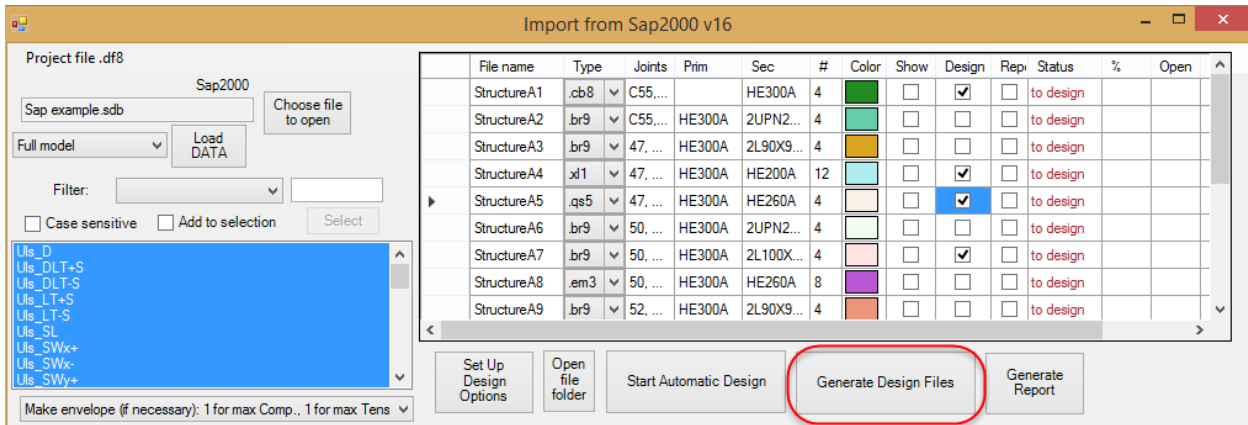 Import from Sap2000 v16
Project file .df8
Sap2000
Sap example.sdb
Choose file
to open
Full model
Load
DATA
Filter:
Case sensitive Add to selection Select
Uls_D
Uls_DLT+S
Uls_DLT-S
Uls_LT+S
Uls_LT-S
Uls_SL
Uls_SWx+
Uls_SWx-
Uls_SWy+
Make envelope (if necessary): 1 for max Comp., 1 for max Tens
File name Type Joints Prim Sec # Color Show Design Rep Status % Open
StructureA1 .cb8 C55,... HE300A 4 to design
StructureA2 .br9 C55,... HE300A 2UPN2... 4 to design
StructureA3 .br9 47, ... HE300A 2L90X9... 4 to design
StructureA4 .xl1 47, ... HE300A HE200A 12 to design
StructureA5 .qs5 47, ... HE300A HE260A 4 to design
StructureA6 .br9 50, ... HE300A 2UPN2... 4 to design
StructureA7 .br9 50, ... HE300A 2L100X... 4 to design
StructureA8 .em3 50, ... HE300A HE260A 8 to design
StructureA9 .br9 52, ... HE300A 2L90X9... 4 to design
Set Up
Design
Options
Open
file
folder
Start Automatic Design
Generate Design Files
Generate
Report